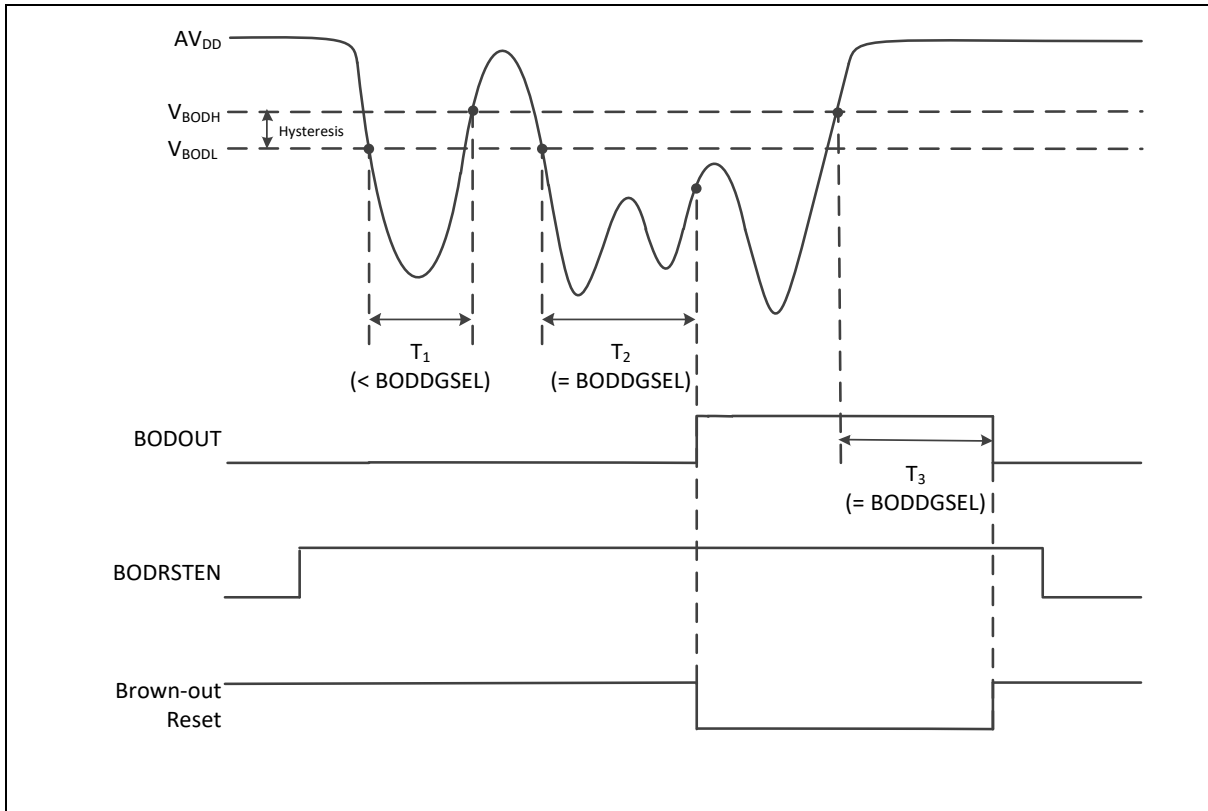 AVDD
VBODH
Hysteresis
VBODL
T1
(< BODDGSEL)
T2
(= BODDGSEL)
BODOUT
T3
(= BODDGSEL)
BODRSTEN
Brown-out
Reset